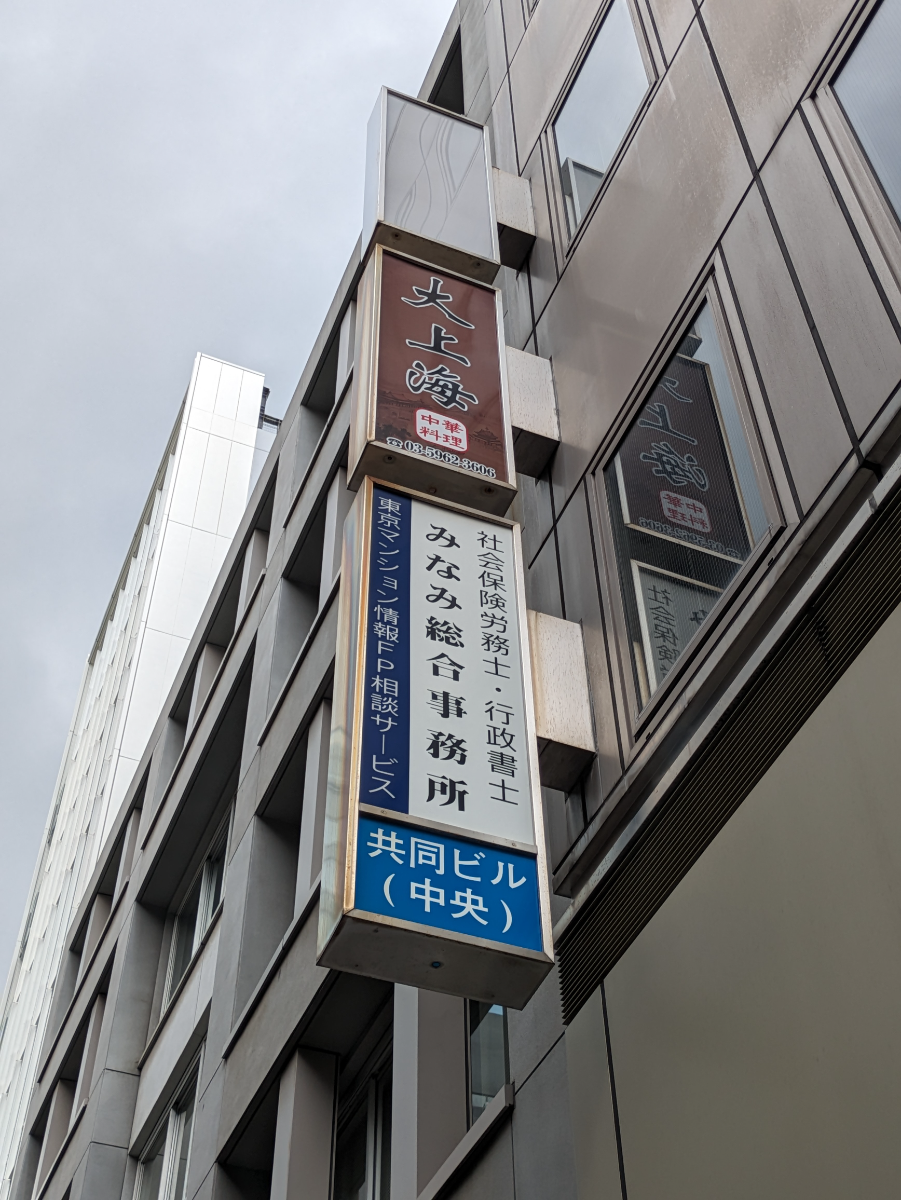 大上海
中華
料理
☎03-5962-3606
社会保険労務士・行政書士
みなみ総合事務所
東京マンション情報FP相談サービス
共同ビル
(中央)